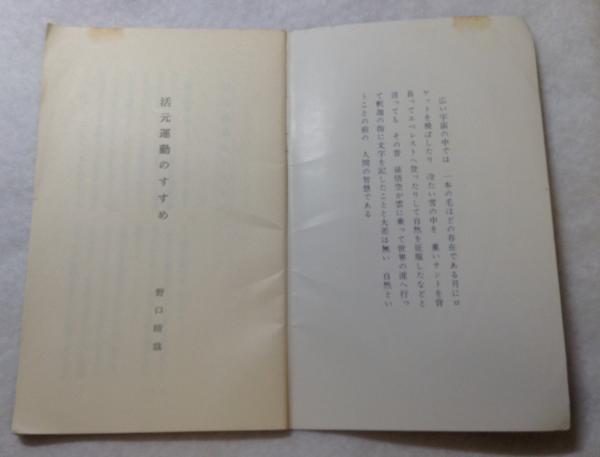 広い宇宙の中では 一本の毛ほどの存在である月にロ
ケットを飛ばしたり 冷たい雪の中を 重いテントを背
負ってエベレストへ登ったりして自然を征服したなどと
言っても その昔 孫悟空が雲に乗って世界の涯へ行っ
て釈迦の指に文字を記したことと大差は無い 自然とい
うことの前の 人間の智慧である
活元運動のすすめ
野口晴哉